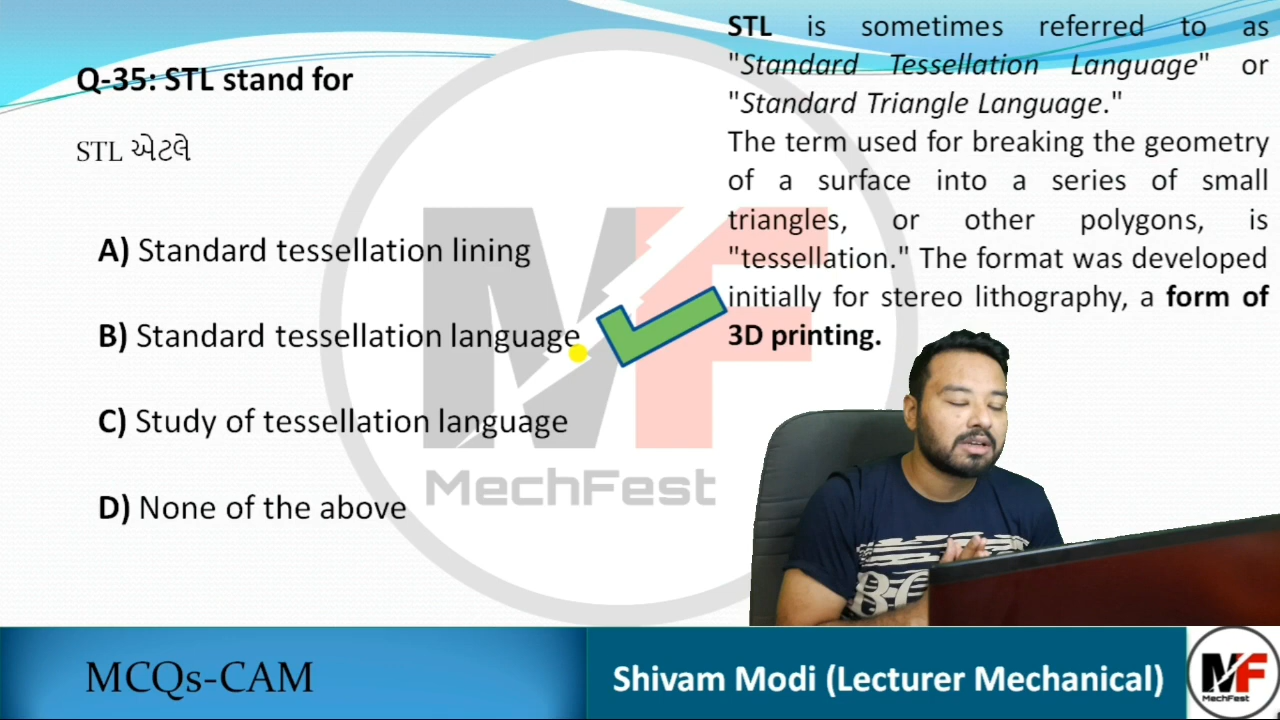 Q-35: STL stand for
STL એટલે
A) Standard tessellation lining
B) Standard tessellation language
C) Study of tessellation language
D) None of the above
STL is sometimes referred to as
"Standard Tessellation Language" or
"Standard Triangle Language."
The term used for breaking the geometry
of a surface into a series of small
triangles, or other polygons, is
"tessellation." The format was developed
initially for stereo lithography, a form of
3D printing.
MF
MechFest
MCQs-CAM
Shivam Modi (Lecturer Mechanical)
MF
MechFest